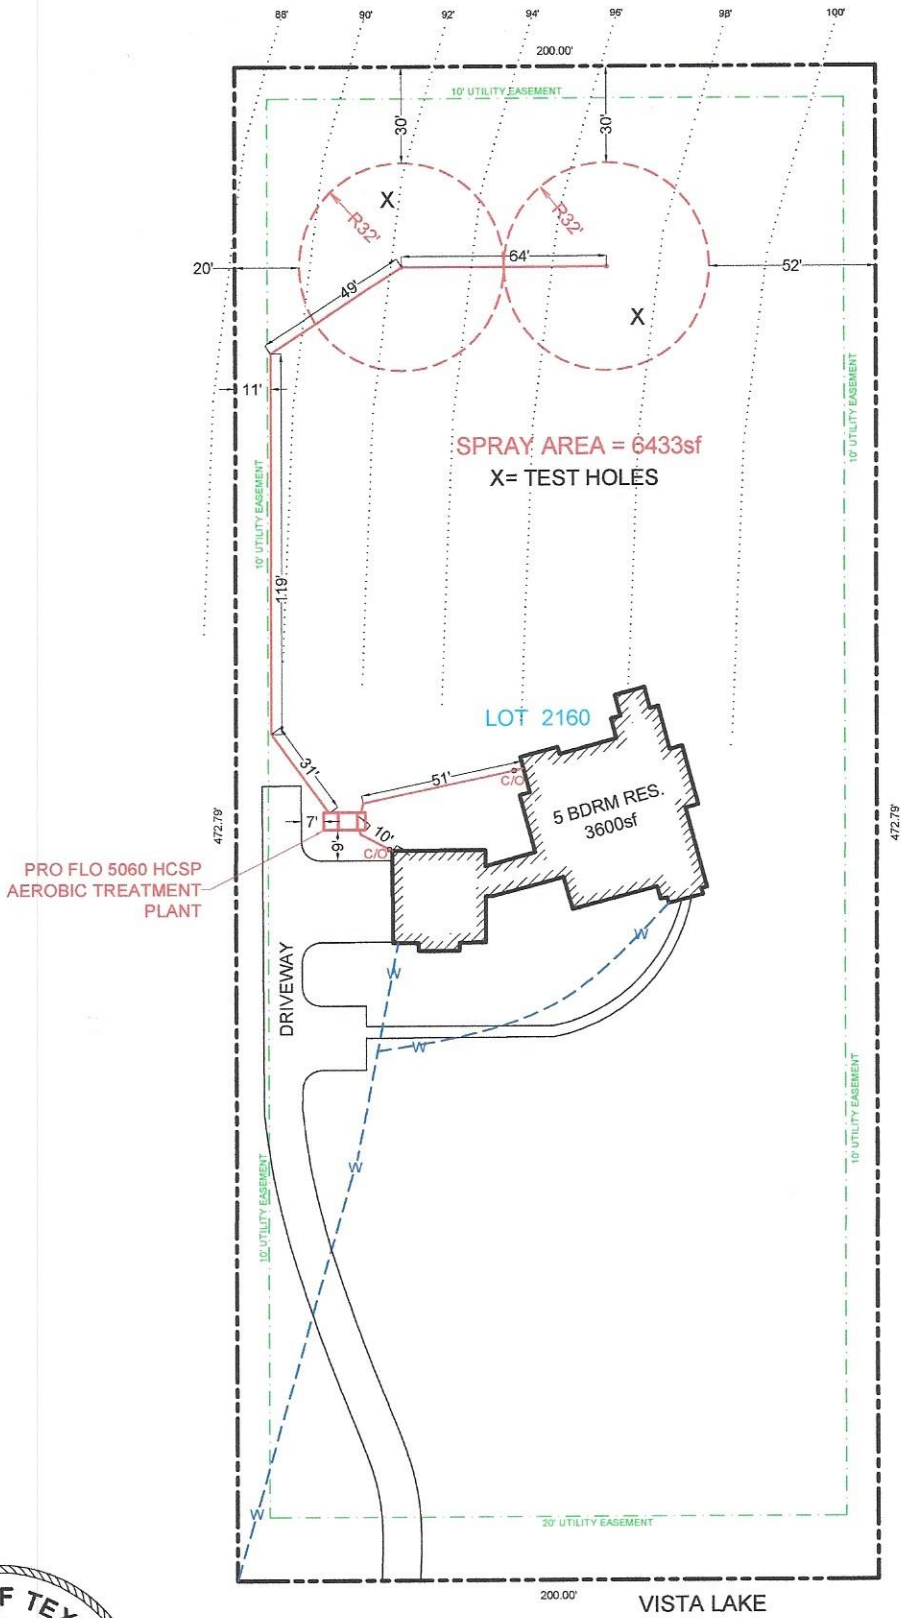 88' 90' 92' 94' 96' 98' 100'
200.00'
10' UTILITY EASEMENT
30' 30'
X
R32' R32'
64'
20' 52'
49'
X
11'
10' UTILITY EASEMENT
SPRAY AREA = 6433sf
X= TEST HOLES
10' UTILITY EASEMENT
119'
LOT 2160
31'
51'
C/O
5 BDRM RES.
3600sf
472.79'
472.79'
7'
10'
9'
C/O
PRO FLO 5060 HCSP
AEROBIC TREATMENT
PLANT
W
W
DRIVEWAY
W
10' UTILITY EASEMENT
W
10' UTILITY EASEMENT
W
20' UTILITY EASEMENT
200.00'
VISTA LAKE
F TEX